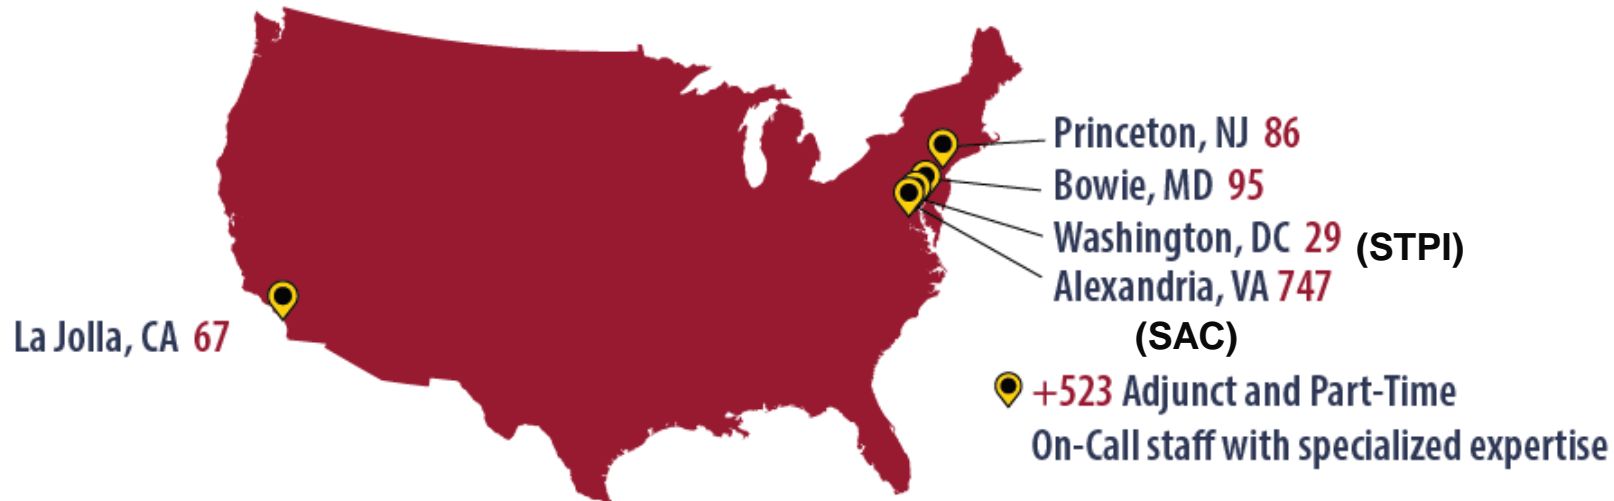 Princeton, NJ 86
Bowie, MD 95
Washington, DC 29 (STPI)
Alexandria, VA 747
(SAC)
La Jolla, CA 67
+523 Adjunct and Part-Time
On-Call staff with specialized expertise